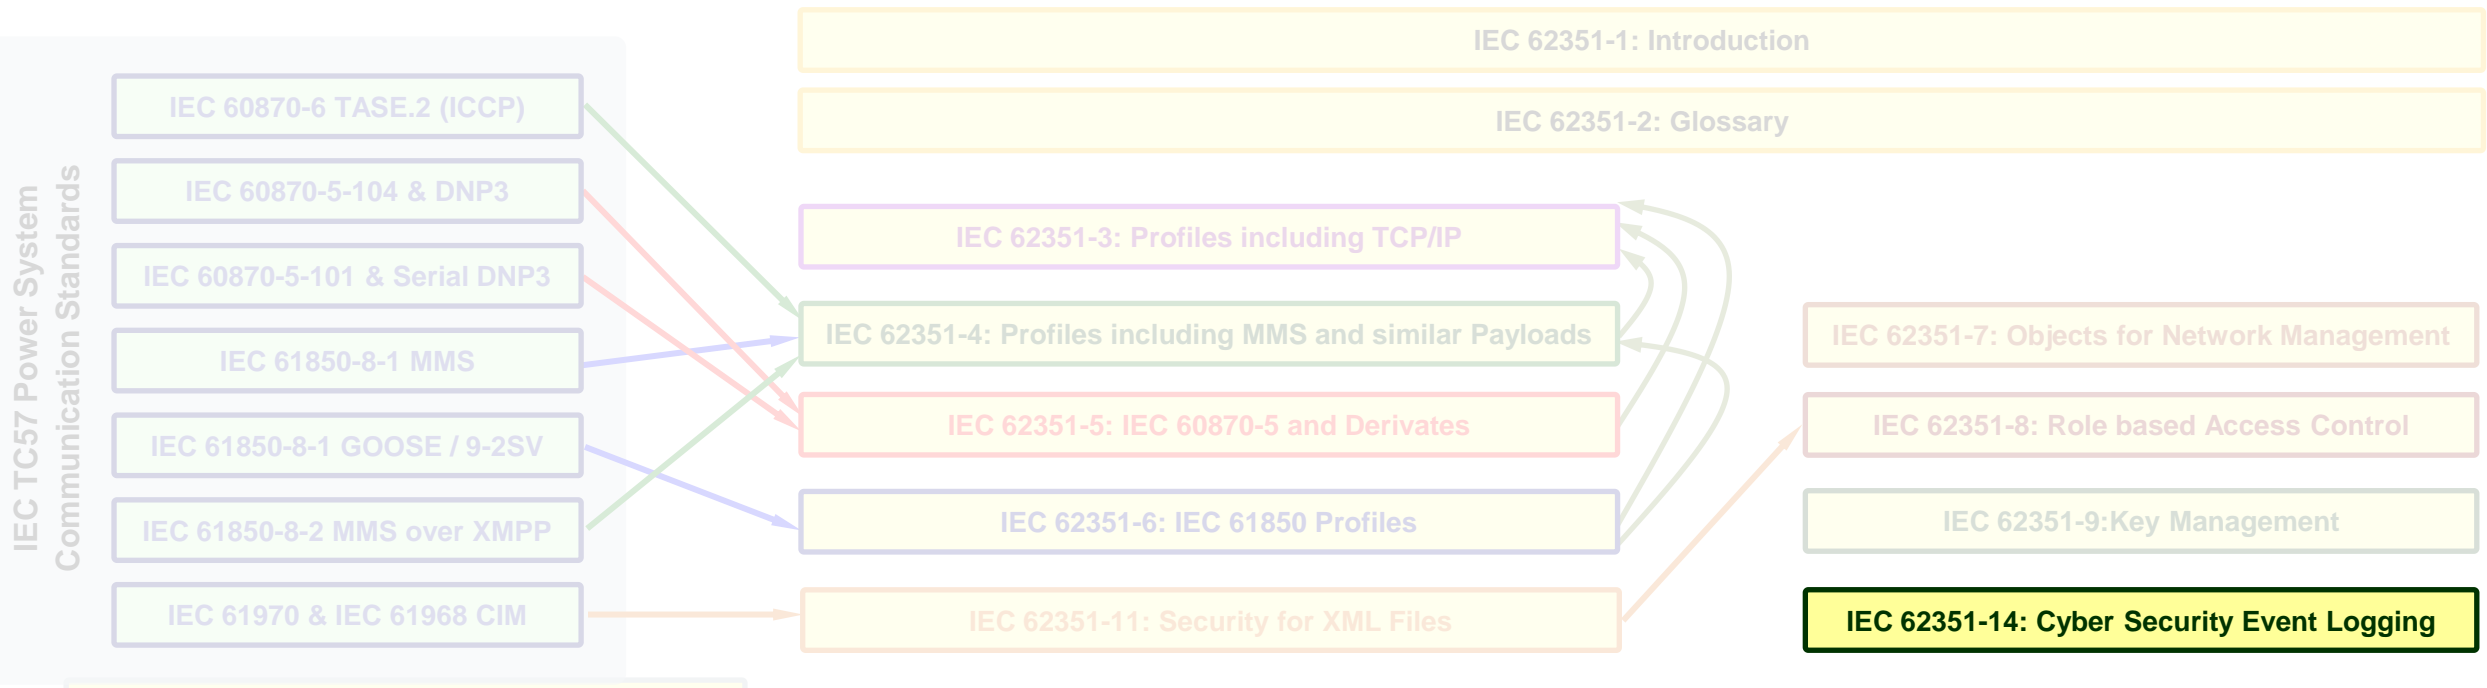 IEC 62351-1: Introduction
IEC 62351-2: Glossary
IEC TC57 Power System
Communication Standards
IEC 60870-6 TASE.2 (ICCP)
IEC 60870-5-104 & DNP3
IEC 60870-5-101 & Serial DNP3
IEC 61850-8-1 MMS
IEC 61850-8-1 GOOSE / 9-2SV
IEC 61850-8-2 MMS over XMPP
IEC 61970 & IEC 61968 CIM
IEC 62351-3: Profiles including TCP/IP
IEC 62351-4: Profiles including MMS and similar Payloads
IEC 62351-5: IEC 60870-5 and Derivates
IEC 62351-6: IEC 61850 Profiles
IEC 62351-11: Security for XML Files
IEC 62351-7: Objects for Network Management
IEC 62351-8: Role based Access Control
IEC 62351-9:Key Management
IEC 62351-14: Cyber Security Event Logging